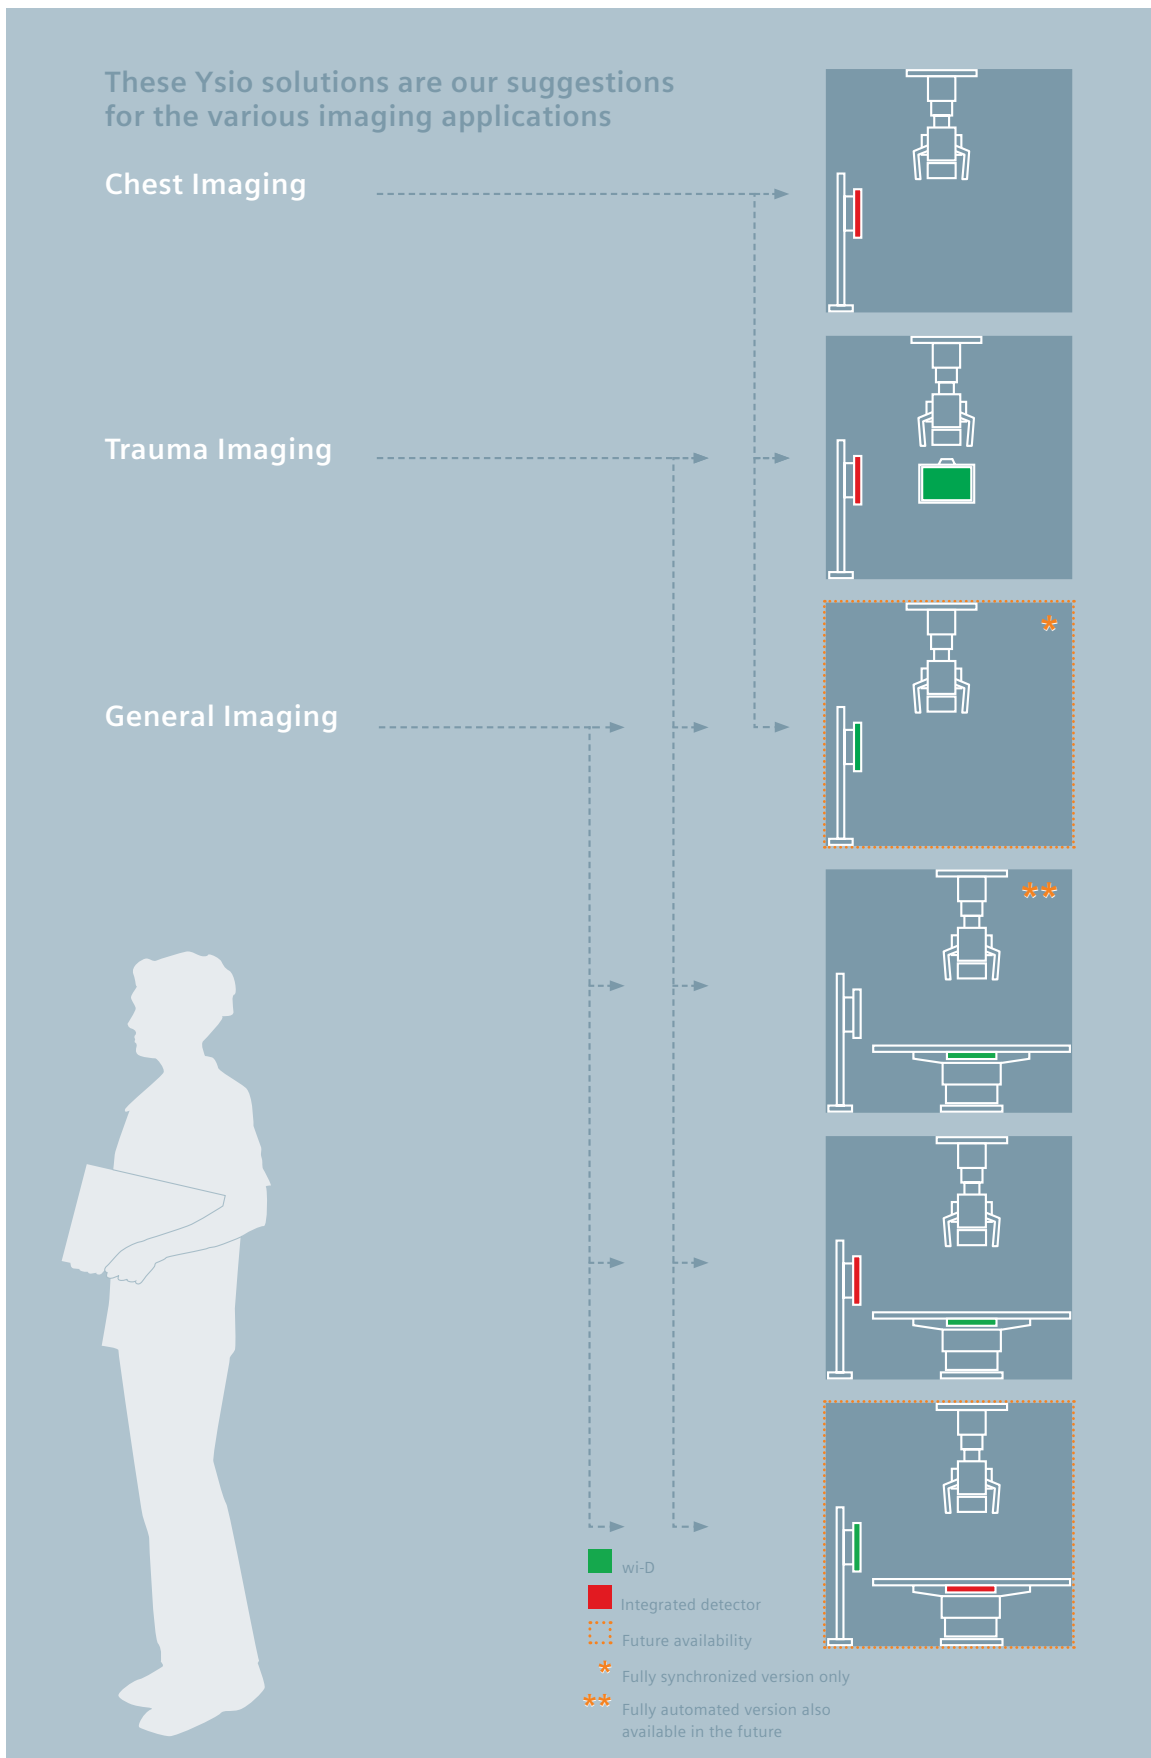 These Ysio solutions are our suggestions
for the various imaging applications
Chest Imaging
Trauma Imaging
*
General Imaging
**
wi-D
Integrated detector
Future availability
* Fully synchronized version only
** Fully automated version also
available in the future